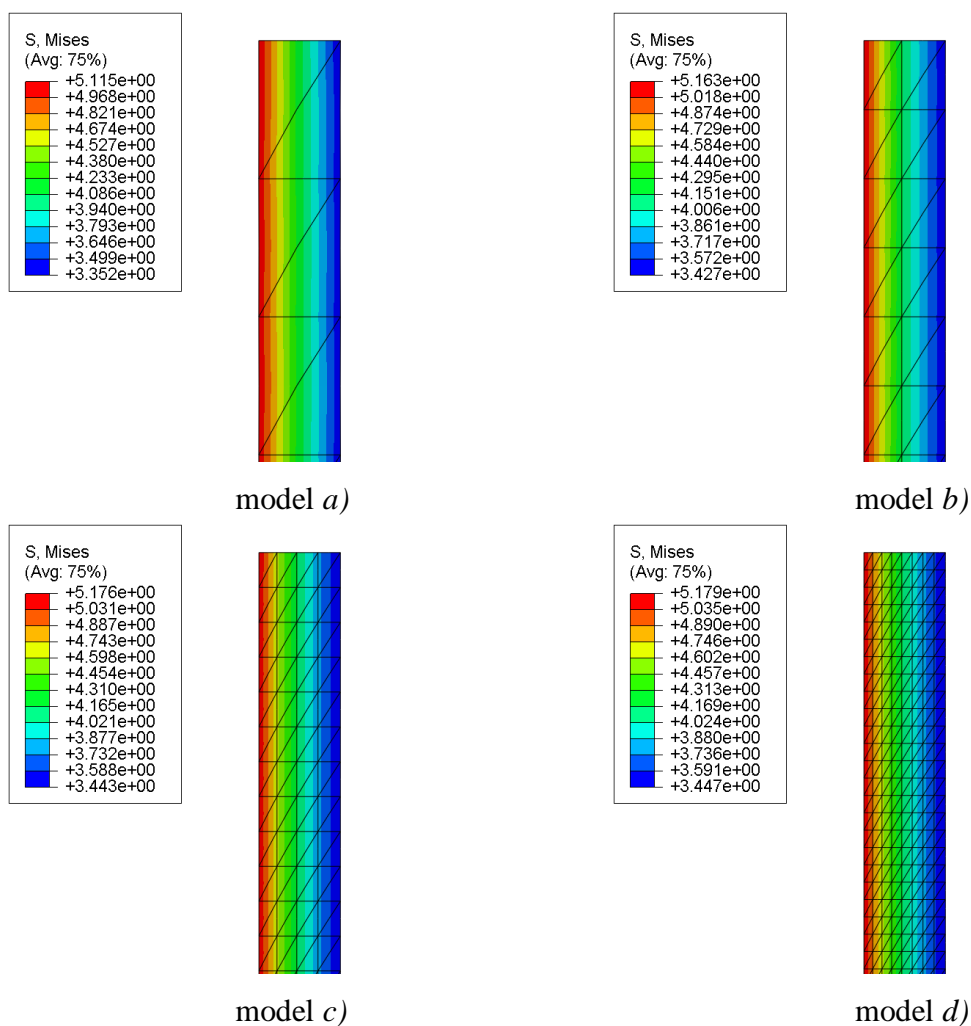 S, Mises
(Avg: 75%)
+5.115e+00
+4.968e+00
+4.821e+00
+4.674e+00
+4.527e+00
+4.380e+00
+4.233e+00
+4.086e+00
+3.940e+00
+3.793e+00
+3.646e+00
+3.499e+00
+3.352e+00
model a)
S, Mises
(Avg: 75%)
+5.163e+00
+5.018e+00
+4.874e+00
+4.729e+00
+4.584e+00
+4.440e+00
+4.295e+00
+4.151e+00
+4.006e+00
+3.861e+00
+3.717e+00
+3.572e+00
+3.427e+00
model b)
S, Mises
(Avg: 75%)
+5.176e+00
+5.031e+00
+4.887e+00
+4.743e+00
+4.598e+00
+4.454e+00
+4.310e+00
+4.165e+00
+4.021e+00
+3.877e+00
+3.732e+00
+3.588e+00
+3.443e+00
model c)
S, Mises
(Avg: 75%)
+5.179e+00
+5.035e+00
+4.890e+00
+4.746e+00
+4.602e+00
+4.457e+00
+4.313e+00
+4.169e+00
+4.024e+00
+3.880e+00
+3.736e+00
+3.591e+00
+3.447e+00
model d)